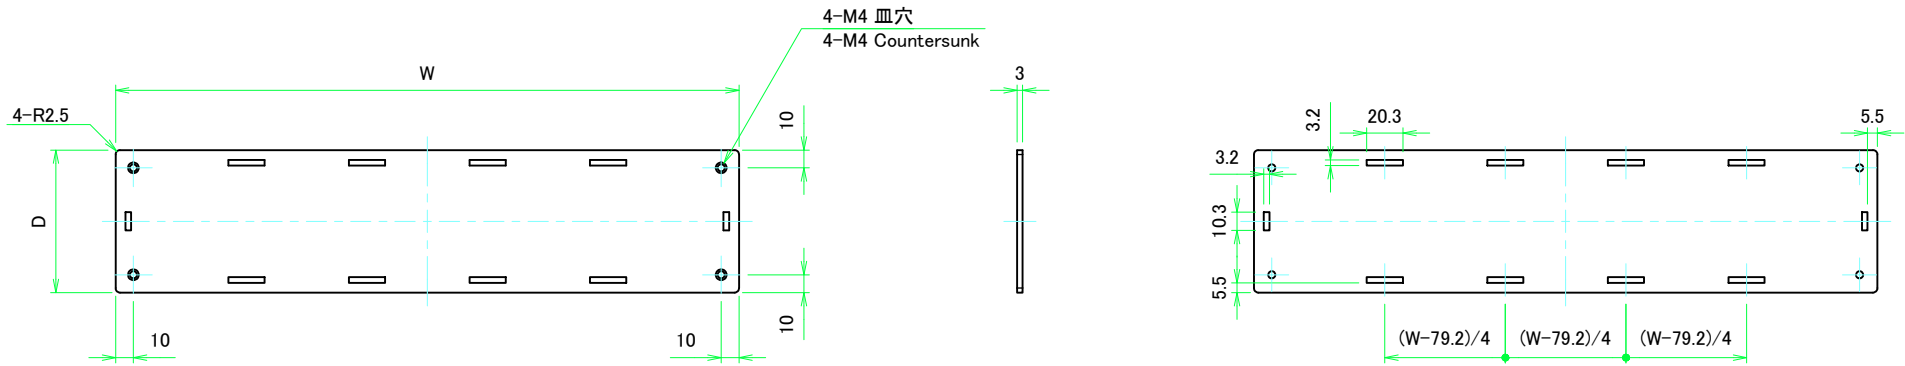 4-M4 皿穴
4-M4 Countersunk
W
3
4-R2.5
10
D
10
10
10
3.2
20.3
5.5
3.2
10.3
5.5
(W-79.2)/4
(W-79.2)/4
(W-79.2)/4